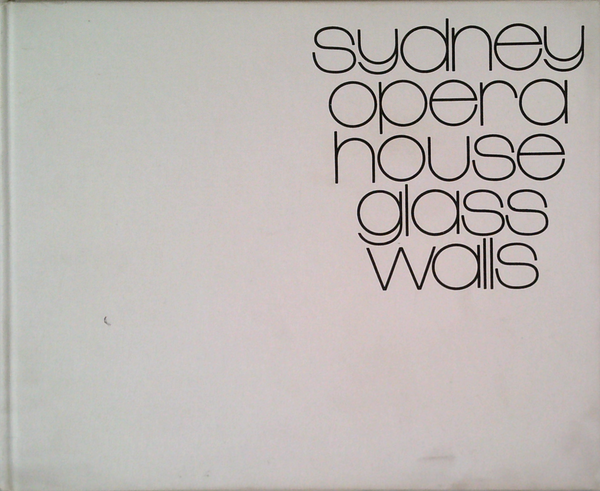 sydney
opera
house
glass
walls